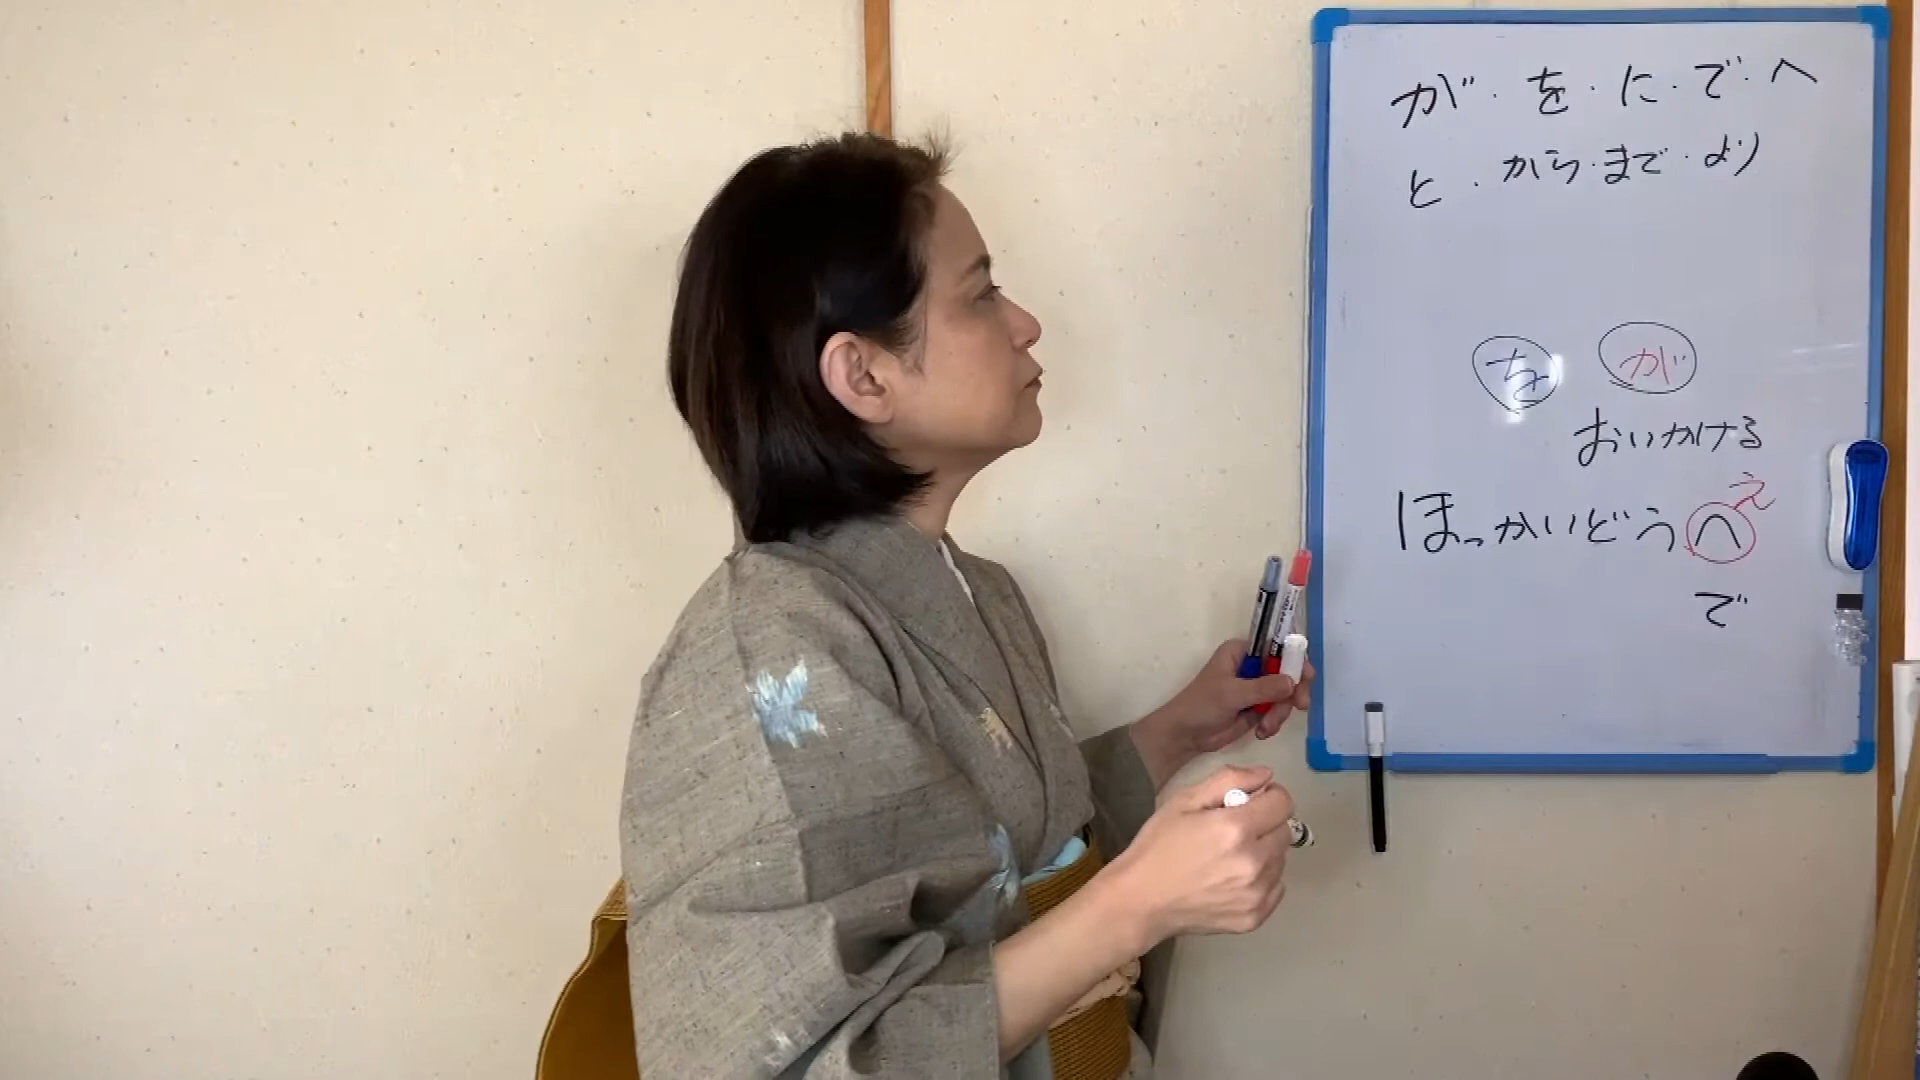 が・を・に・で・へ
と・から・まで・より
を が
おいかける
え
ほっかいどうへ
で